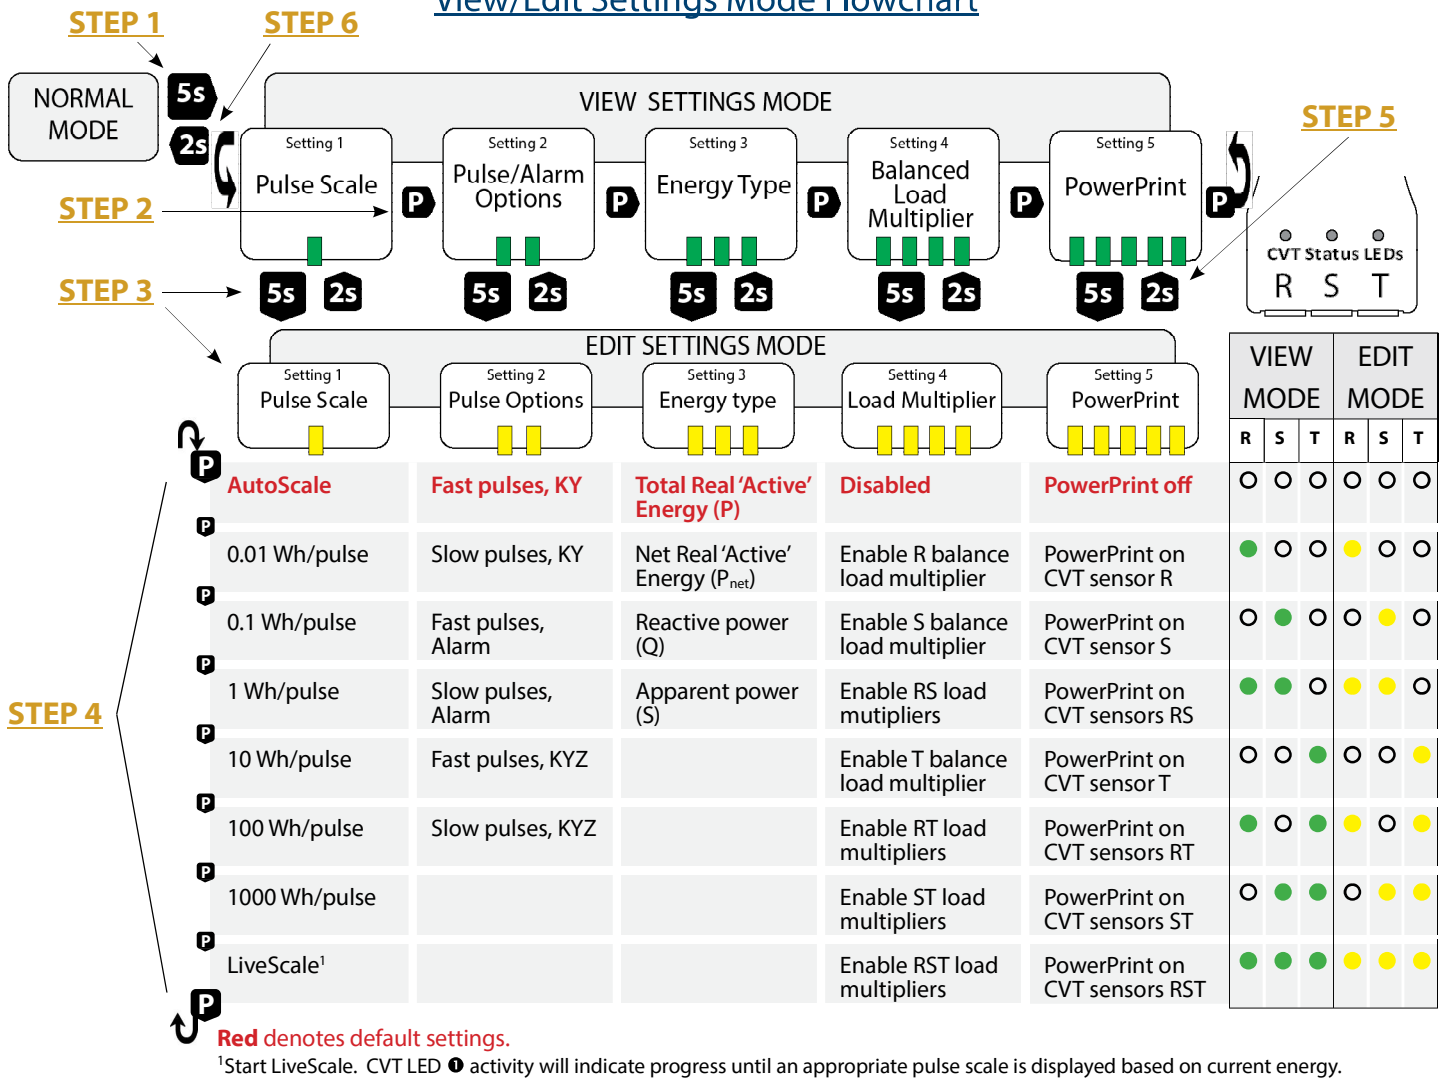 View/Edit Settings Mode Flowchart
STEP 1
STEP 6
NORMAL
MODE
5s
2s
VIEW SETTINGS MODE
STEP 5
Setting 1
Pulse Scale
Setting 2
Pulse/Alarm
Options
Setting 3
Energy Type
Setting 4
Balanced
Load
Multiplier
Setting 5
PowerPrint
STEP 2
P
P
P
P
P
CVT Status LEDs
R S T
STEP 3
5s 2s
5s 2s
5s 2s
5s 2s
5s 2s
EDIT SETTINGS MODE
Setting 1
Pulse Scale
Setting 2
Pulse Options
Setting 3
Energy type
Setting 4
Load Multiplier
Setting 5
PowerPrint
VIEW
MODE
EDIT
MODE
R S T R S T
P
AutoScale
Fast pulses, KY
Total Real 'Active'
Energy (P)
Disabled
PowerPrint off
P
0.01 Wh/pulse
Slow pulses, KY
Net Real 'Active'
Energy (Pnet)
Enable R balance
load multiplier
PowerPrint on
CVT sensor R
P
0.1 Wh/pulse
Fast pulses,
Alarm
Reactive power
(Q)
Enable S balance
load multiplier
PowerPrint on
CVT sensor S
P
1 Wh/pulse
Slow pulses,
Alarm
Apparent power
(S)
Enable RS load
mutipliers
PowerPrint on
CVT sensors RS
STEP 4
P
10 Wh/pulse
Fast pulses, KYZ
Enable T balance
load multiplier
PowerPrint on
CVT sensor T
P
100 Wh/pulse
Slow pulses, KYZ
Enable RT load
multipliers
PowerPrint on
CVT sensors RT
P
1000 Wh/pulse
Enable ST load
multipliers
PowerPrint on
CVT sensors ST
P
LiveScale1
Enable RST load
multipliers
PowerPrint on
CVT sensors RST
P
Red denotes default settings.
1Start LiveScale. CVT LED ❶ activity will indicate progress until an appropriate pulse scale is displayed based on current energy.